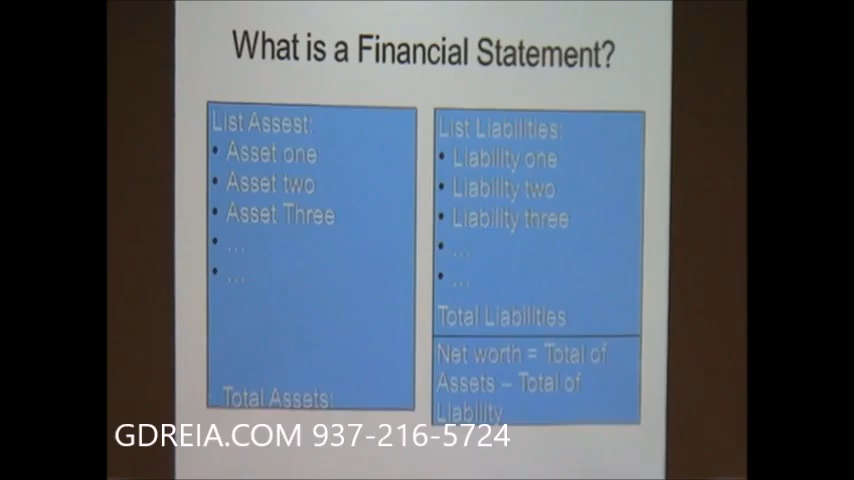 What is a Financial Statement?
List Assest:
• Asset one
• Asset two
• Asset Three
• ...
• ...
Total Assets:
List Liabilities:
• Liability one
• Liability two
• Liability three
• ...
• ...
Total Liabilities
Net worth = Total of
Assets – Total of
Liability
GDREIA.COM 937-216-5724